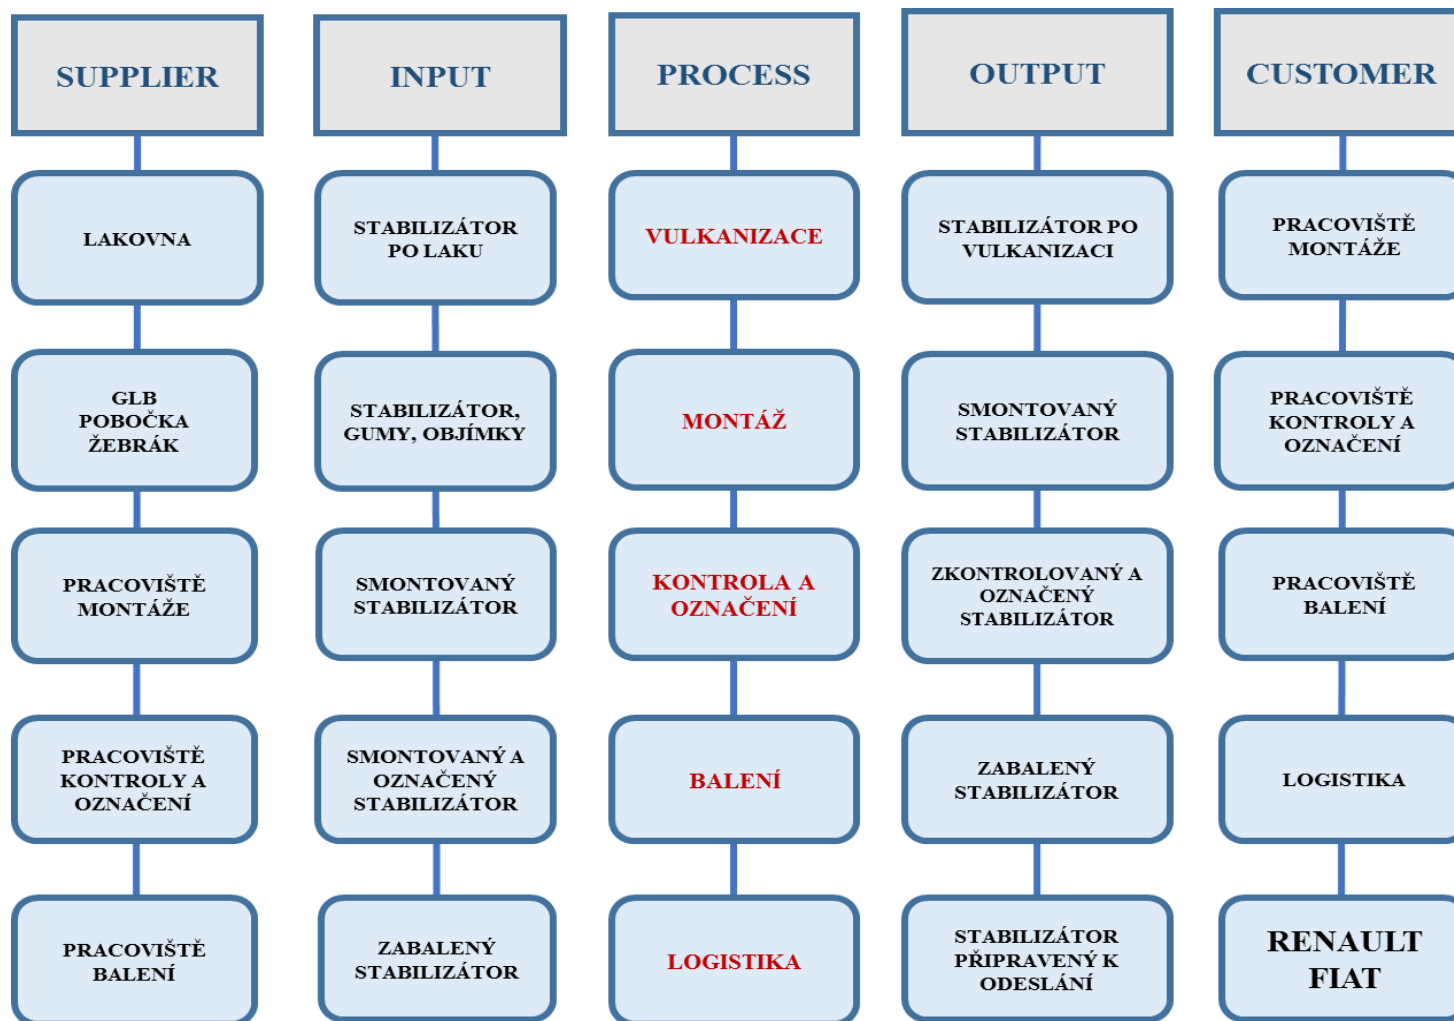 SUPPLIER
INPUT
PROCESS
OUTPUT
CUSTOMER
LAKOVNA
STABILIZÁTOR
PO LAKU
VULKANIZACE
STABILIZÁTOR PO
VULKANIZACI
PRACOVIŠTĚ
MONTÁŽE
GLB
POBOČKA
ŽEBRÁK
STABILIZÁTOR,
GUMY, OBJÍMKY
MONTÁŽ
SMONTOVANÝ
STABILIZÁTOR
PRACOVIŠTĚ
KONTROLY A
OZNAČENÍ
PRACOVIŠTĚ
MONTÁŽE
SMONTOVANÝ
STABILIZÁTOR
KONTROLA A
OZNAČENÍ
ZKONTROLOVANÝ A
OZNAČENÝ
STABILIZÁTOR
PRACOVIŠTĚ
BALENÍ
PRACOVIŠTĚ
KONTROLY A
OZNAČENÍ
SMONTOVANÝ A
OZNAČENÝ
STABILIZÁTOR
BALENÍ
ZABALENÝ
STABILIZÁTOR
LOGISTIKA
PRACOVIŠTĚ
BALENÍ
ZABALENÝ
STABILIZÁTOR
LOGISTIKA
STABILIZÁTOR
PŘIPRAVENÝ K
ODESLÁNÍ
RENAULT
FIAT